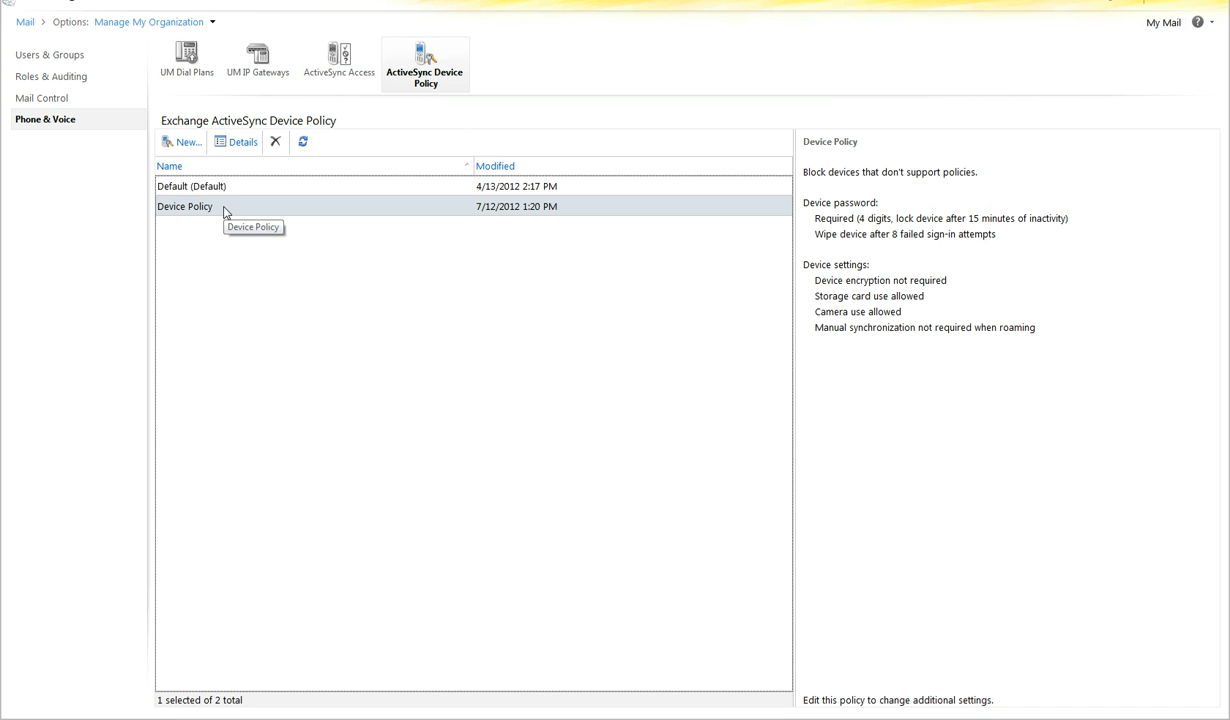 Mail > Options: Manage My Organization
My Mail
Users & Groups
Roles & Auditing
Mail Control
Phone & Voice
UM Dial Plans
UM IP Gateways
ActiveSync Access
ActiveSync Device
Policy
Exchange ActiveSync Device Policy
New... Details
Name Modified
Default (Default) 4/13/2012 2:17 PM
Device Policy 7/12/2012 1:20 PM
Device Policy
1 selected of 2 total
Device Policy
Block devices that don't support policies.
Device password:
Required (4 digits, lock device after 15 minutes of inactivity)
Wipe device after 8 failed sign-in attempts
Device settings:
Device encryption not required
Storage card use allowed
Camera use allowed
Manual synchronization not required when roaming
Edit this policy to change additional settings.